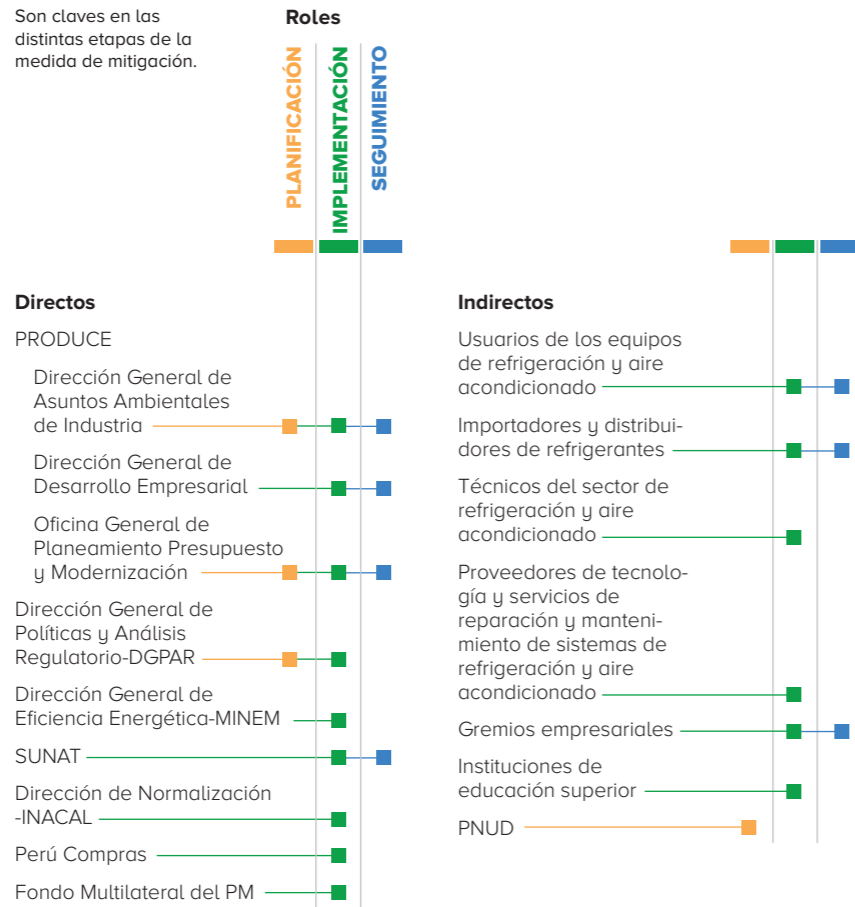 Son claves en las
distintas etapas de la
medida de mitigación.
Roles
PLANIFICACIÓN
IMPLEMENTACIÓN
SEGUIMIENTO
Directos
PRODUCE
Dirección General de
Asuntos Ambientales
de Industria
Dirección General de
Desarrollo Empresarial
Oficina General de
Planeamiento Presupuesto
y Modernización
Dirección General de
Políticas y Análisis
Regulatorio-DGPAR
Dirección General de
Eficiencia Energética-MINEM
SUNAT
Dirección de Normalización
-INACAL
Perú Compras
Fondo Multilateral del PM
Indirectos
Usuarios de los equipos
de refrigeración y aire
acondicionado
Importadores y distribui-
dores de refrigerantes
Técnicos del sector de
refrigeración y aire
acondicionado
Proveedores de tecnolo-
gía y servicios de
reparación y manteni-
miento de sistemas de
refrigeración y aire
acondicionado
Gremios empresariales
Instituciones de
educación superior
PNUD